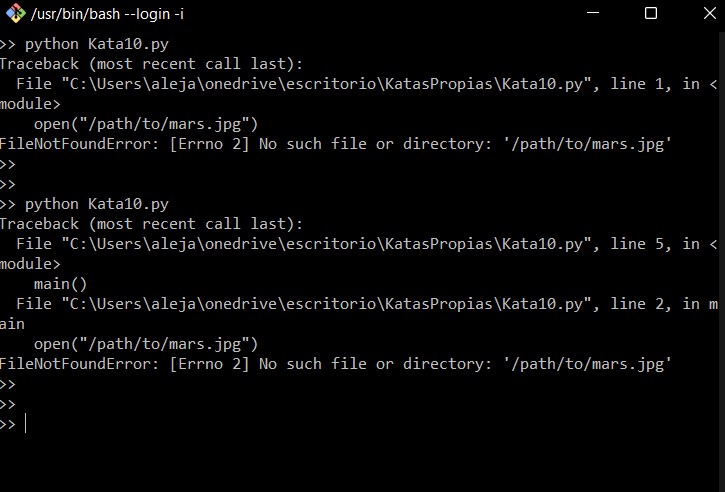 /usr/bin/bash --login -i
>> python Kata10.py
Traceback (most recent call last):
  File "C:\Users\aleja\onedrive\escritorio\KatasPropias\Kata10.py", line 1, in <
module>
    open("/path/to/mars.jpg")
FileNotFoundError: [Errno 2] No such file or directory: '/path/to/mars.jpg'
>>
>>
>> python Kata10.py
Traceback (most recent call last):
  File "C:\Users\aleja\onedrive\escritorio\KatasPropias\Kata10.py", line 5, in <
module>
    main()
  File "C:\Users\aleja\onedrive\escritorio\KatasPropias\Kata10.py", line 2, in m
ain
    open("/path/to/mars.jpg")
FileNotFoundError: [Errno 2] No such file or directory: '/path/to/mars.jpg'
>>
>>
>>